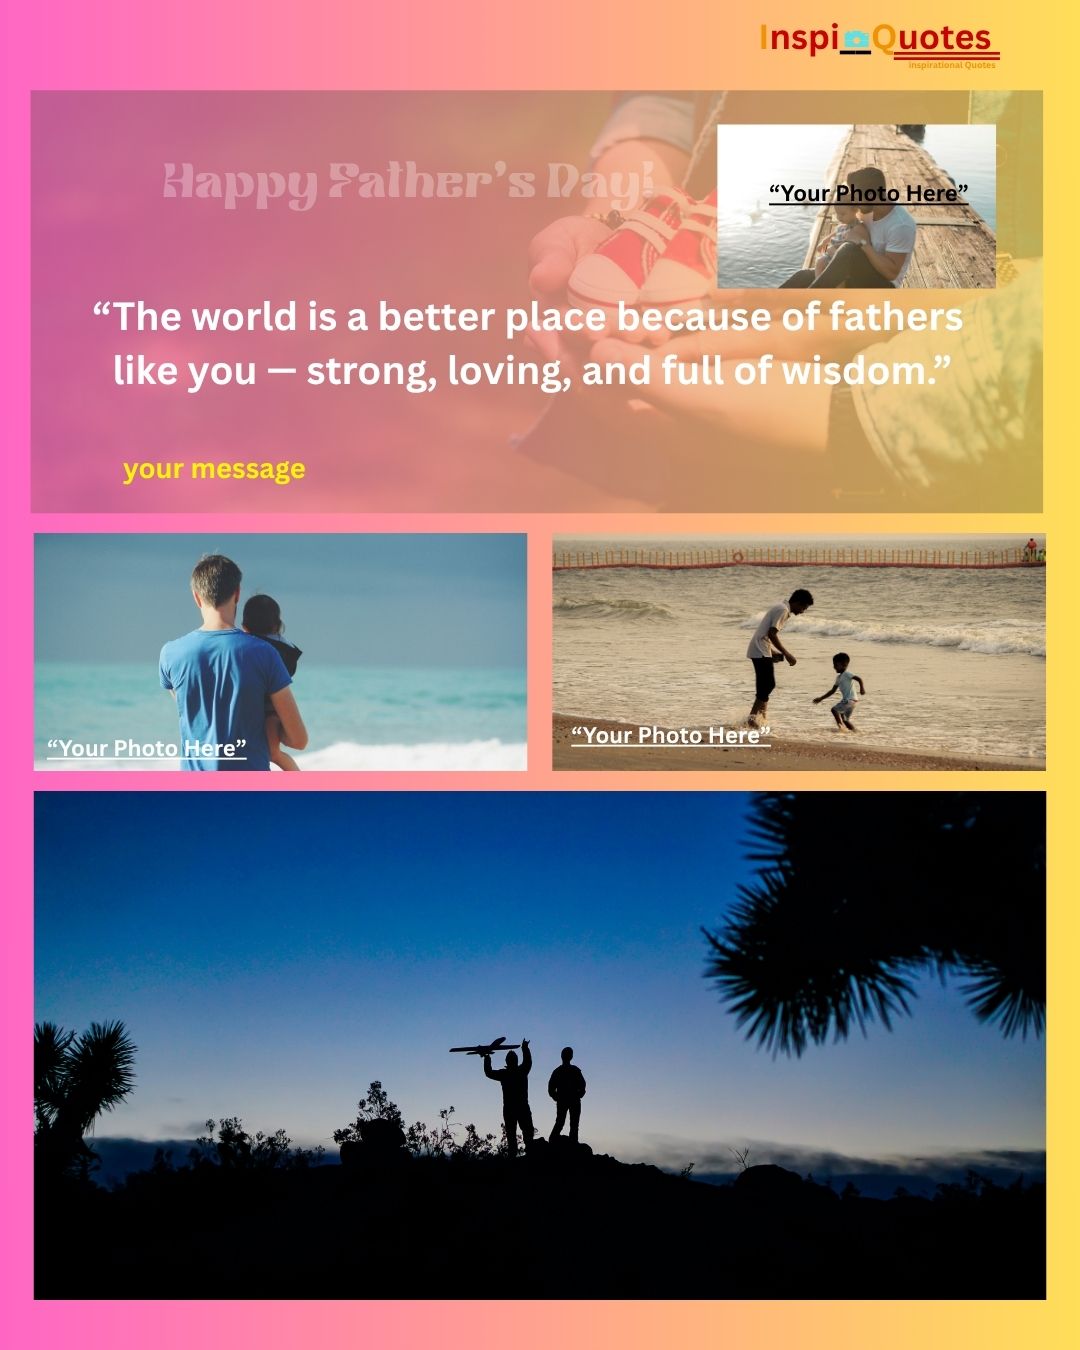 InspiQuotes
inspirational Quotes
Happy Father's Day!
“Your Photo Here”
“The world is a better place because of fathers
like you — strong, loving, and full of wisdom.”
your message
“Your Photo Here”
“Your Photo Here”